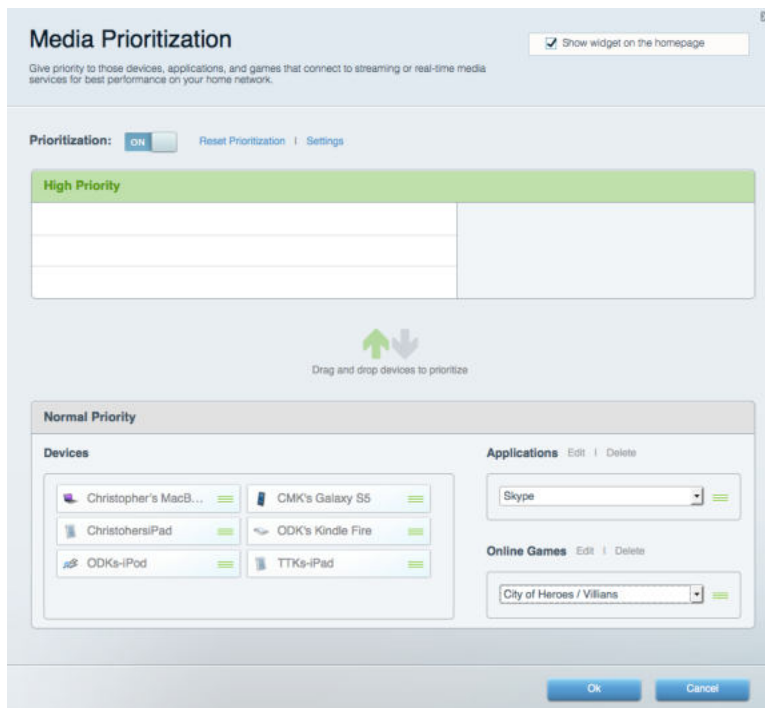 Media Prioritization
Show widget on the homepage
Give priority to those devices, applications, and games that connect to streaming or real-time media
services for best performance on your home network.
Prioritization: ON Reset Prioritization | Settings
High Priority
Drag and drop devices to prioritize
Normal Priority
Devices
Christopher's MacB... CMK's Galaxy S5
ChristohersiPad ODK's Kindle Fire
ODKs-iPod TTKs-iPad
Applications Edit | Delete
Skype
Online Games Edit | Delete
City of Heroes / Villians
Ok Cancel